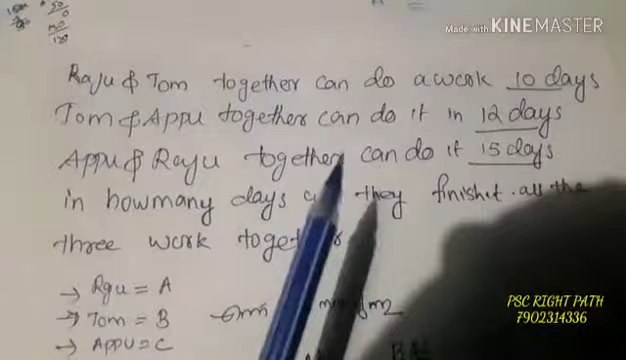 Made with KINEMASTER
Raju & Tom together can do a work 10 days
Tom & Appu together can do it in 12 days
Appu & Raju together can do it 15 days
in howmany days they finish it all the
three work together
→ Raju = A
→ Tom = B
→ Appu = C
PSC RIGHT PATH
7902314336